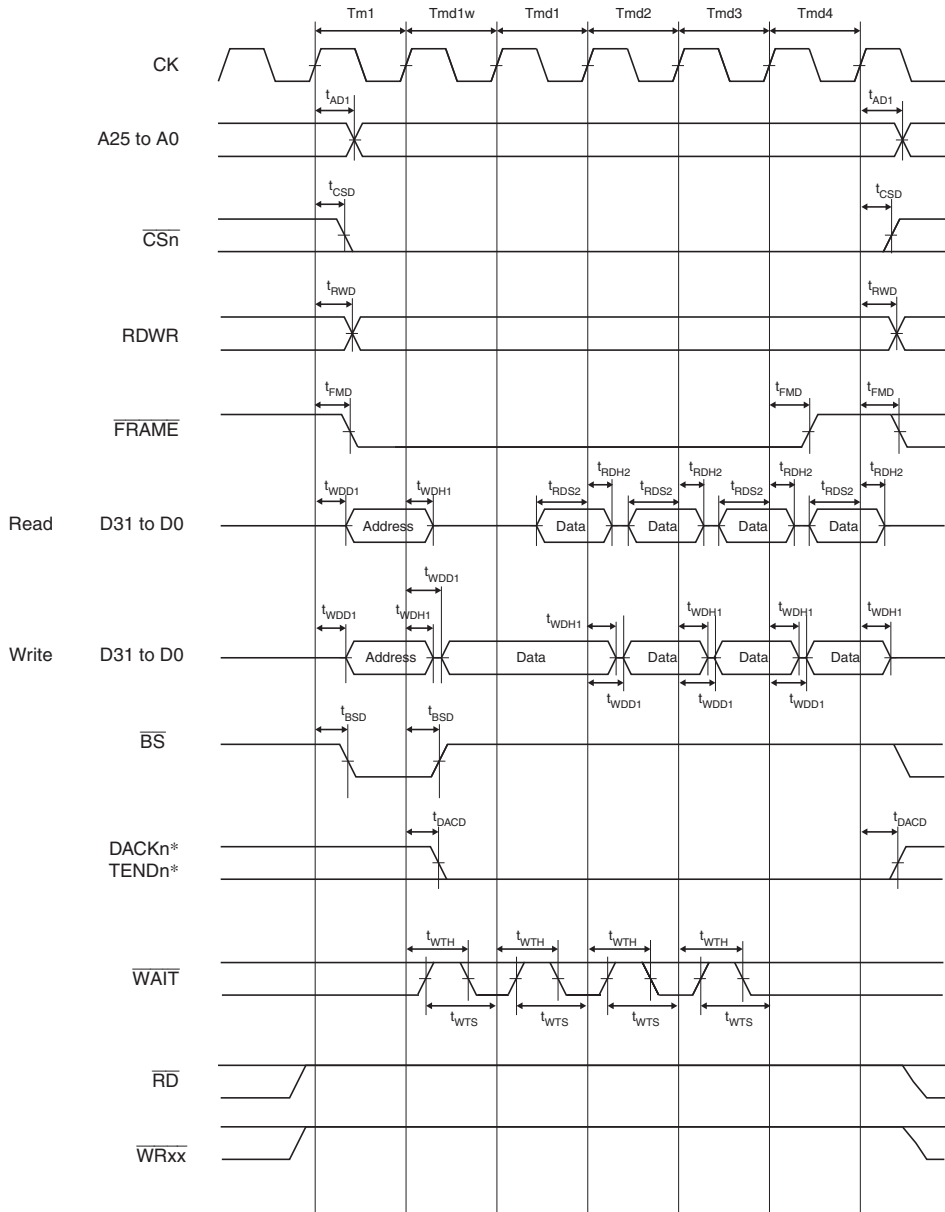 Tm1 Tmd1w Tmd1 Tmd2 Tmd3 Tmd4
CK
tAD1 tAD1
A25 to A0
tCSD tCSD
CSn
tRWD tRWD
RDWR
tFMD tFMD tFMD
FRAME
tWDD1 tWDH1 tRDS2 tRDH2 tRDS2 tRDH2 tRDS2 tRDH2 tRDS2 tRDH2
Read D31 to D0 Address Data Data Data Data
tWDD1
tWDD1 tWDH1 tWDH1 tWDH1 tWDH1 tWDH1
Write D31 to D0 Address Data Data Data Data
tWDD1 tWDD1 tWDD1
tBSD tBSD
BS
tDACD tDACD
DACKn*
TENDn*
tWTH tWTH tWTH tWTH
WAIT
tWTS tWTS tWTS tWTS
RD
WRxx